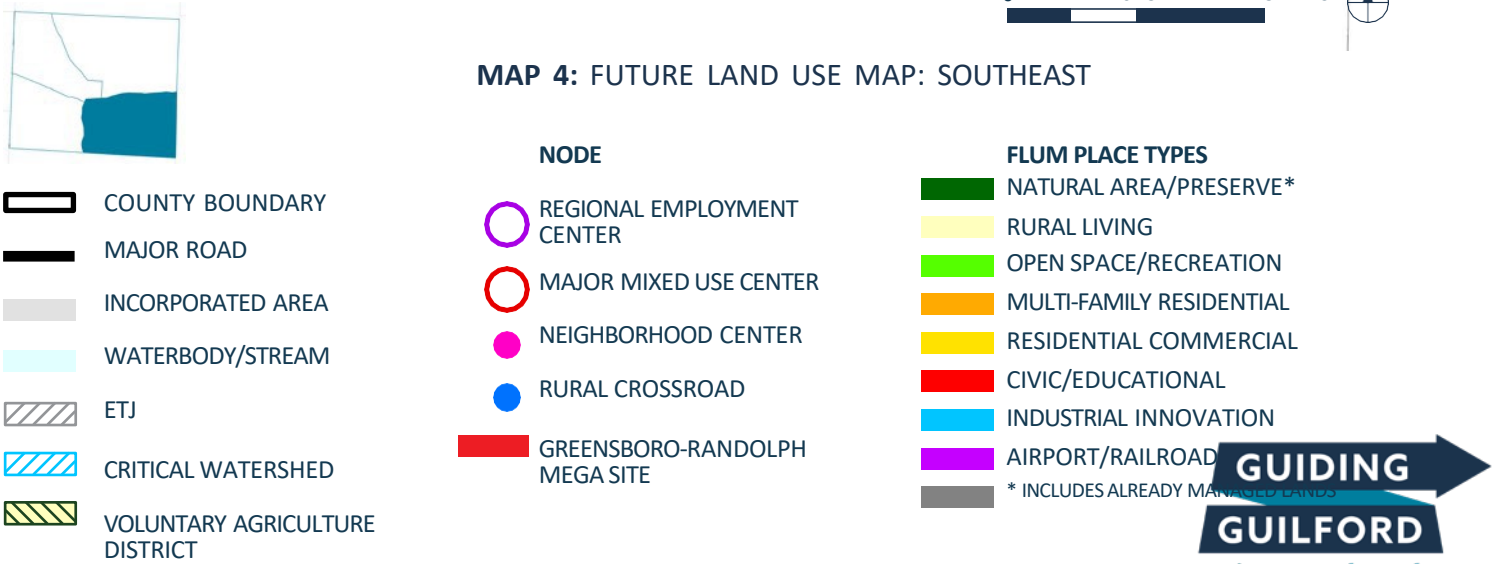 MAP 4: FUTURE LAND USE MAP: SOUTHEAST
COUNTY BOUNDARY
MAJOR ROAD
INCORPORATED AREA
WATERBODY/STREAM
ETJ
CRITICAL WATERSHED
VOLUNTARY AGRICULTURE
DISTRICT
NODE
REGIONAL EMPLOYMENT
CENTER
MAJOR MIXED USE CENTER
NEIGHBORHOOD CENTER
RURAL CROSSROAD
GREENSBORO-RANDOLPH
MEGA SITE
FLUM PLACE TYPES
NATURAL AREA/PRESERVE*
RURAL LIVING
OPEN SPACE/RECREATION
MULTI-FAMILY RESIDENTIAL
RESIDENTIAL COMMERCIAL
CIVIC/EDUCATIONAL
INDUSTRIAL INNOVATION
AIRPORT/RAILROAD
* INCLUDES ALREADY MANAGED LANDS
GUIDING
GUILFORD